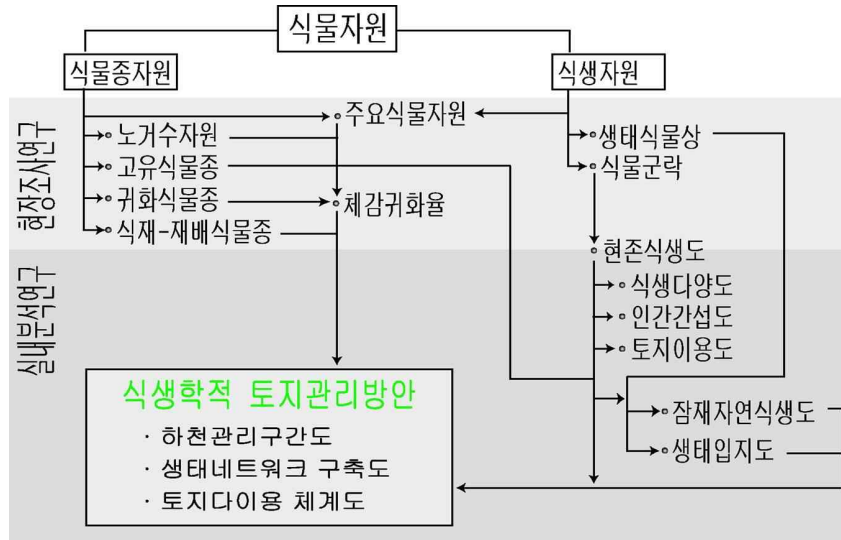 식물자원
식물종자원
식생자원
현장조사연구
주요식물자원
노거수자원
고유식물종
귀화식물종
식재-재배식물종
체감귀화율
생태식물상
식물군락
현존식생도
실내분석연구
식생다양도
인간간섭도
토지이용도
잠재자연식생도
생태입지도
식생학적 토지관리방안
· 하천관리구간도
· 생태네트워크 구축도
· 토지다이용 체계도